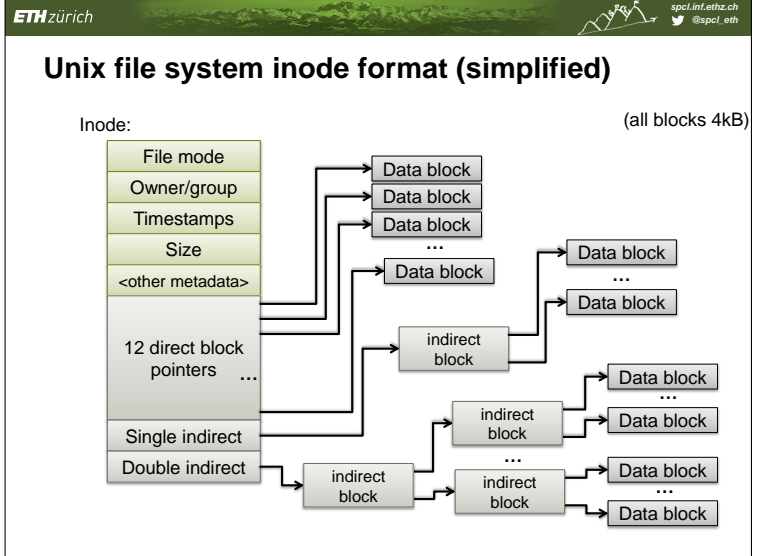 ETHzürich
spcl.inf.ethz.ch
@spcl_eth
Unix file system inode format (simplified)
Inode:
(all blocks 4kB)
File mode
Owner/group
Timestamps
Size
<other metadata>
12 direct block
pointers ...
Single indirect
Double indirect
Data block
Data block
Data block
...
Data block
indirect
block
Data block
...
Data block
indirect
block
indirect
block
...
indirect
block
Data block
...
Data block
Data block
...
Data block